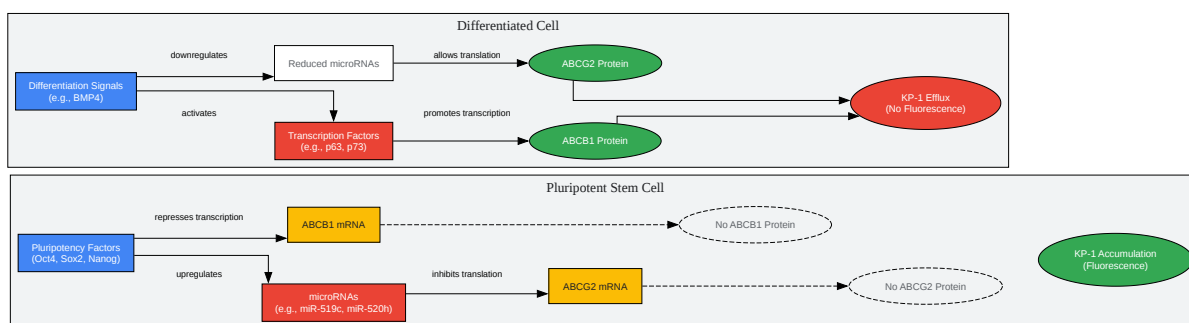 Differentiated Cell
downregulates
Reduced microRNAs
allows translation
ABCG2 Protein
Differentiation Signals
(e.g., BMP4)
KP-1 Efflux
(No Fluorescence)
activates
promotes transcription
Transcription Factors
(e.g., p63, p73)
ABCB1 Protein
Pluripotent Stem Cell
represses transcription
ABCB1 mRNA
No ABCB1 Protein
Pluripotency Factors
(Oct4, Sox2, Nanog)
KP-1 Accumulation
(Fluorescence)
upregulates
inhibits translation
microRNAs
(e.g., miR-519c, miR-520h)
ABCG2 mRNA
No ABCG2 Protein